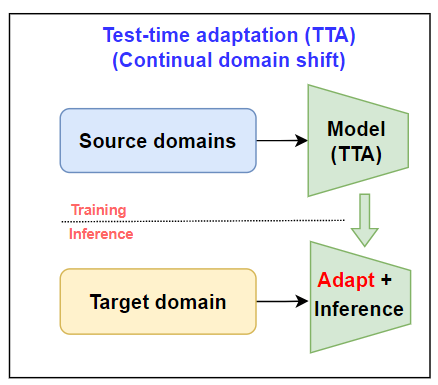 Test-time adaptation (TTA)
(Continual domain shift)
Source domains
Model
(TTA)
Training
Inference
Target domain
Adapt +
Inference